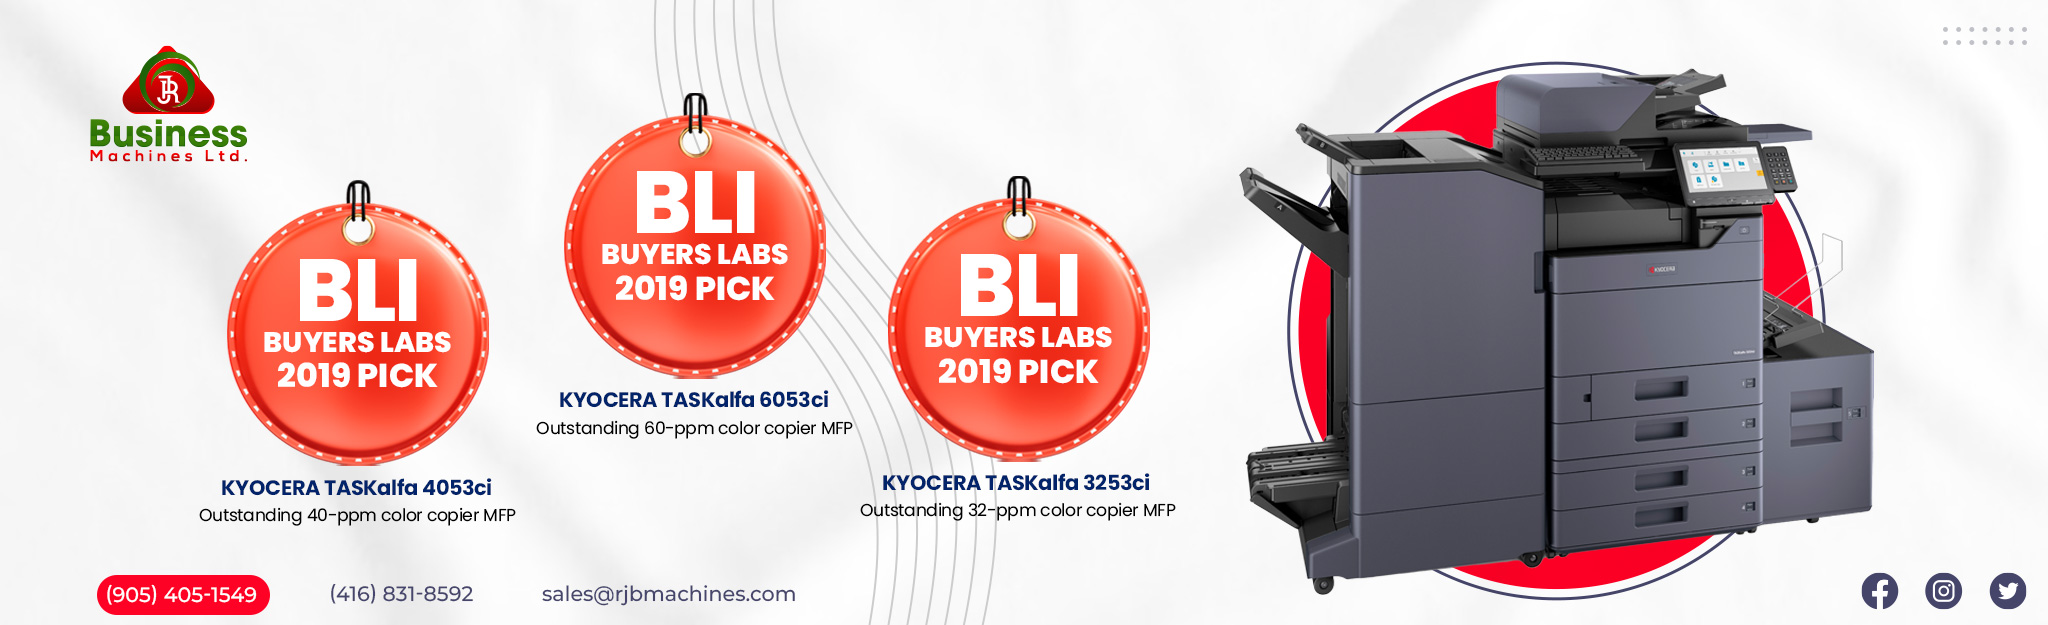 JR
Business
Machines Ltd.
BLI
BUYERS LABS
2019 PICK
KYOCERA TASKalfa 4053ci
Outstanding 40-ppm color copier MFP
BLI
BUYERS LABS
2019 PICK
KYOCERA TASKalfa 6053ci
Outstanding 60-ppm color copier MFP
BLI
BUYERS LABS
2019 PICK
KYOCERA TASKalfa 3253ci
Outstanding 32-ppm color copier MFP
KYOCERA
(905) 405-1549
(416) 831-8592
sales@rjbmachines.com